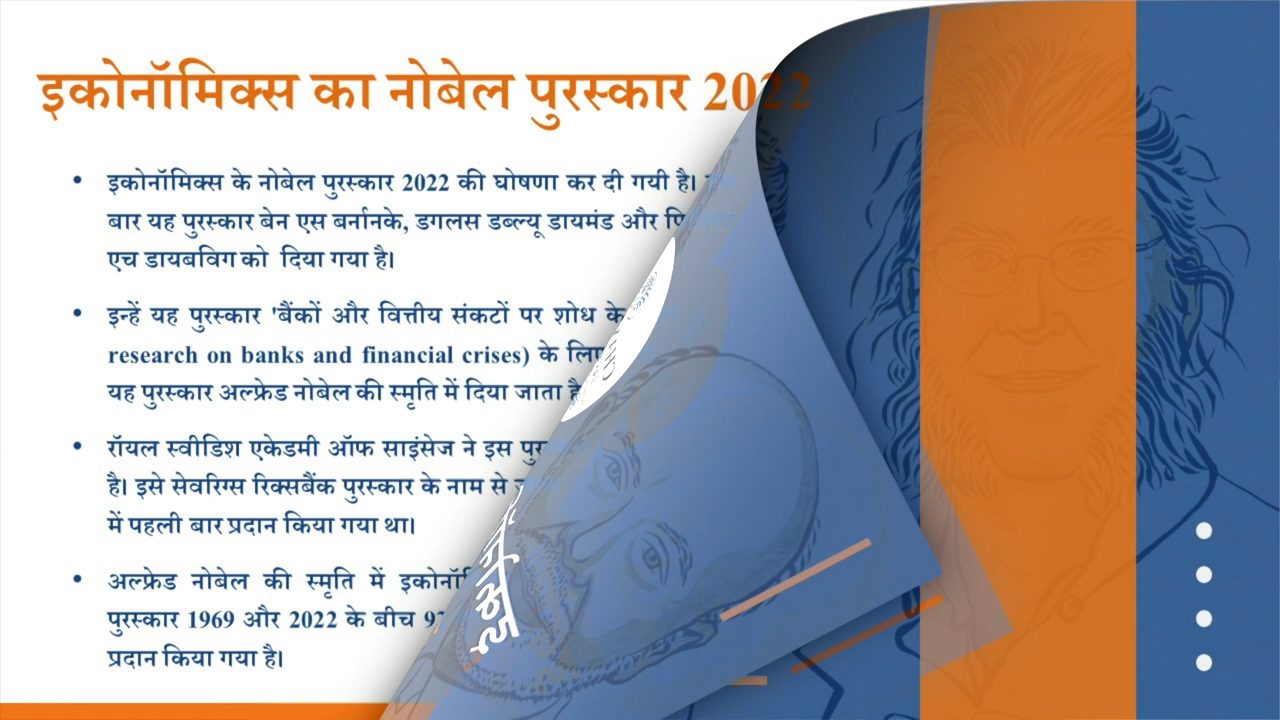 इकोनॉमिक्स का नोबेल पुरस्कार 2022
• इकोनॉमिक्स के नोबेल पुरस्कार 2022 की घोषणा कर दी गयी है।
बार यह पुरस्कार बेन एस बर्नानके, डगलस डब्ल्यू डायमंड और
एच डायबविग को दिया गया है।
• इन्हें यह पुरस्कार 'बैंकों और वित्तीय संकटों पर शोध के
research on banks and financial crises) के
यह पुरस्कार अल्फ्रेड नोबेल की स्मृति में दिया जाता
• रॉयल स्वीडिश एकेडमी ऑफ साइंसेज ने इस
है। इसे सेवरिग्स रिक्सबैंक पुरस्कार के नाम से
में पहली बार प्रदान किया गया था।
• अल्फ्रेड नोबेल की स्मृति में
पुरस्कार 1969 और 2022 के बीच
प्रदान किया गया है।